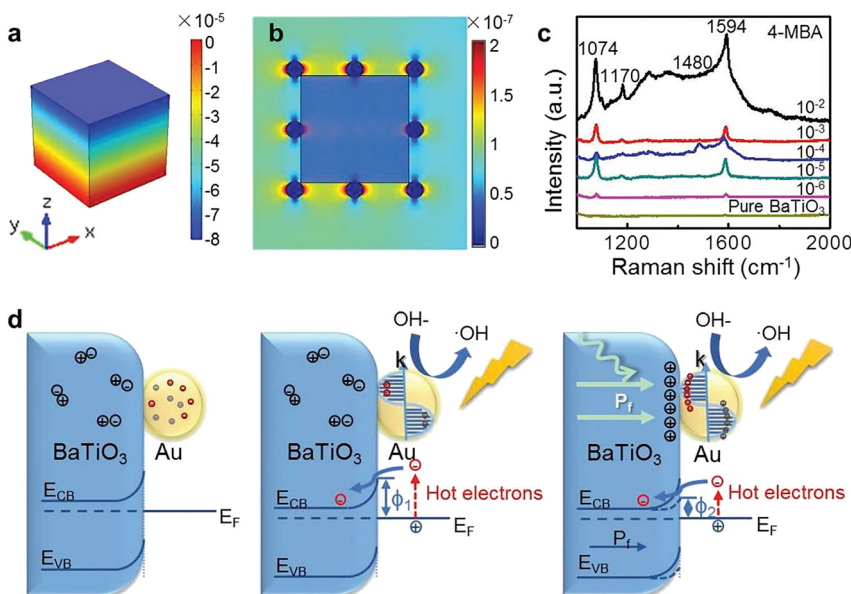 a
×10⁻⁵
0
-1
-2
-3
-4
-5
-6
-7
-8
z
y
x
b
×10⁻⁷
2
1.5
1
0.5
0
c
4-MBA
1074
1170
1480
1594
10⁻²
10⁻³
10⁻⁴
10⁻⁵
10⁻⁶
Pure BaTiO₃
Intensity (a.u.)
1200 1600 2000
Raman shift (cm⁻¹)
d
BaTiO₃
Au
E_CB
E_F
E_VB
OH-
·OH
k
BaTiO₃
Au
E_CB
ϕ₁
Hot electrons
E_F
E_VB
OH-
·OH
k
P_f
BaTiO₃
Au
E_CB
ϕ₂
Hot electrons
E_F
P_f
E_VB